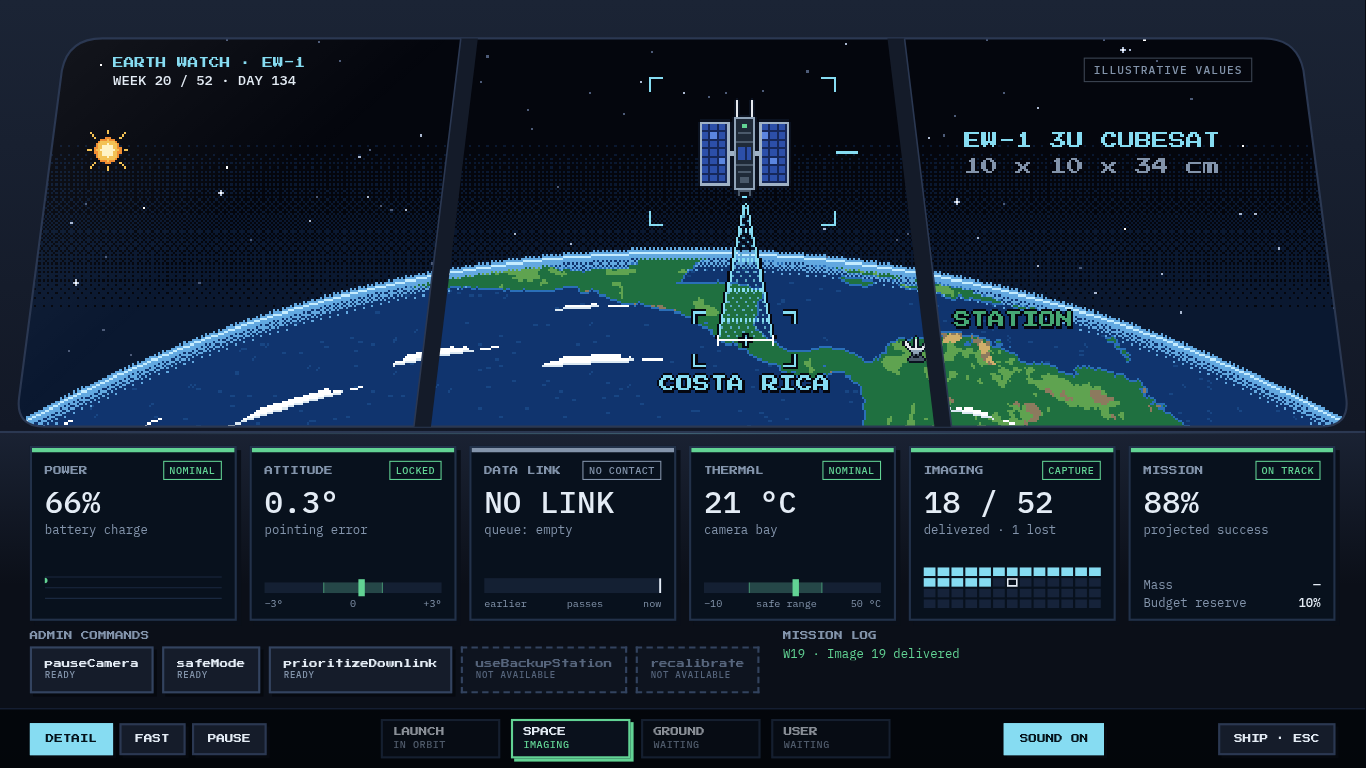 EARTH WATCH · EW-1
WEEK 20 / 52 · DAY 134
ILLUSTRATIVE VALUES
EW-1 3U CUBESAT
10 x 10 x 34 cm
STATION
COSTA RICA
POWER NOMINAL
66%
battery charge
ATTITUDE LOCKED
0.3°
pointing error
−3° 0 +3°
DATA LINK NO CONTACT
NO LINK
queue: empty
earlier passes now
THERMAL NOMINAL
21 °C
camera bay
−10 safe range 50 °C
IMAGING CAPTURE
18 / 52
delivered · 1 lost
MISSION ON TRACK
88%
projected success
Mass —
Budget reserve 10%
ADMIN COMMANDS
pauseCamera
READY
safeMode
READY
prioritizeDownlink
READY
useBackupStation
NOT AVAILABLE
recalibrate
NOT AVAILABLE
MISSION LOG
W19 · Image 19 delivered
DETAIL FAST PAUSE
LAUNCH
IN ORBIT
SPACE
IMAGING
GROUND
WAITING
USER
WAITING
SOUND ON
SHIP · ESC